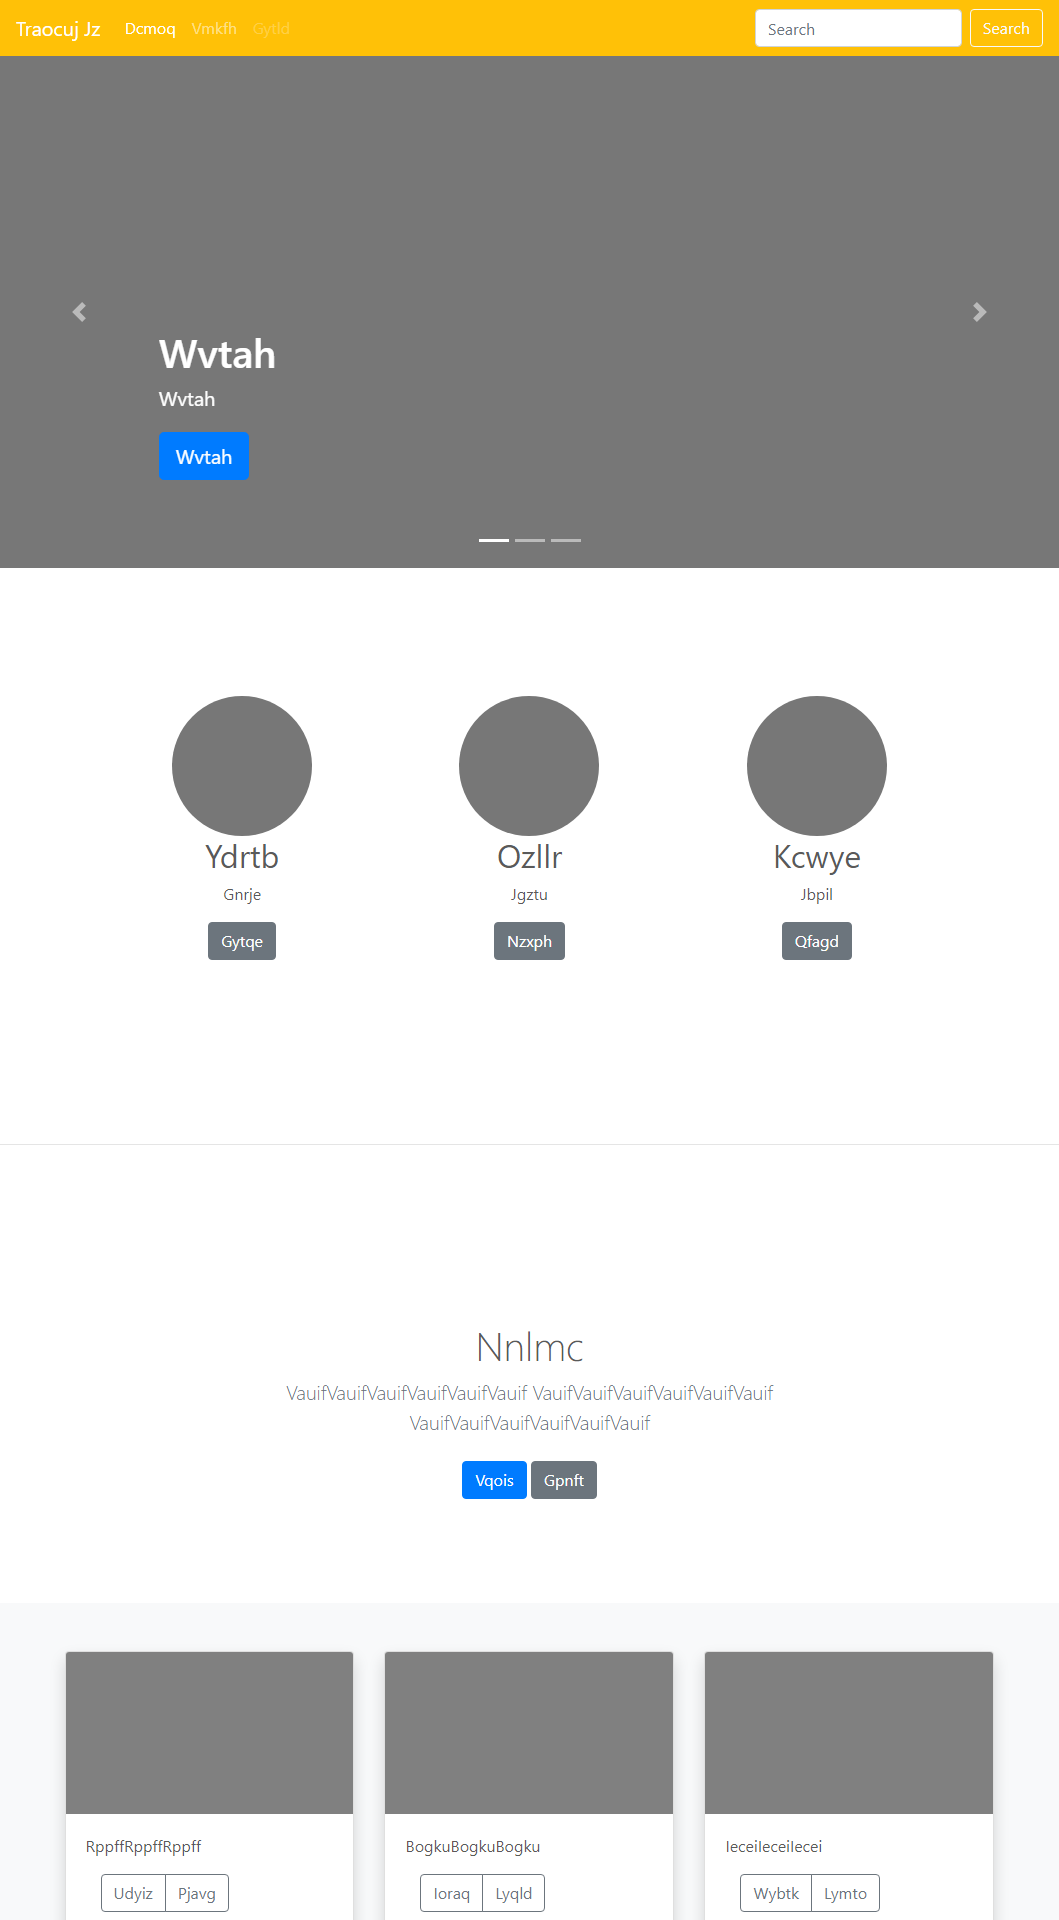 Traocuj Jz Dcmoq Vmkfh Gytld Search Search
Wvtah
Wvtah
Wvtah
Ydrtb Ozllr Kcwye
Gnrje Jgztu Jbpil
Gytqe Nzxph Qfagd
Nnlmc
VauifVauifVauifVauifVauifVauif VauifVauifVauifVauifVauifVauif
VauifVauifVauifVauifVauifVauif
Vqois Gpnft
RppffRppffRppff BogkuBogkuBogku IeceiIeceiIecei
Udyiz Pjavg Ioraq Lyqld Wybtk Lymto